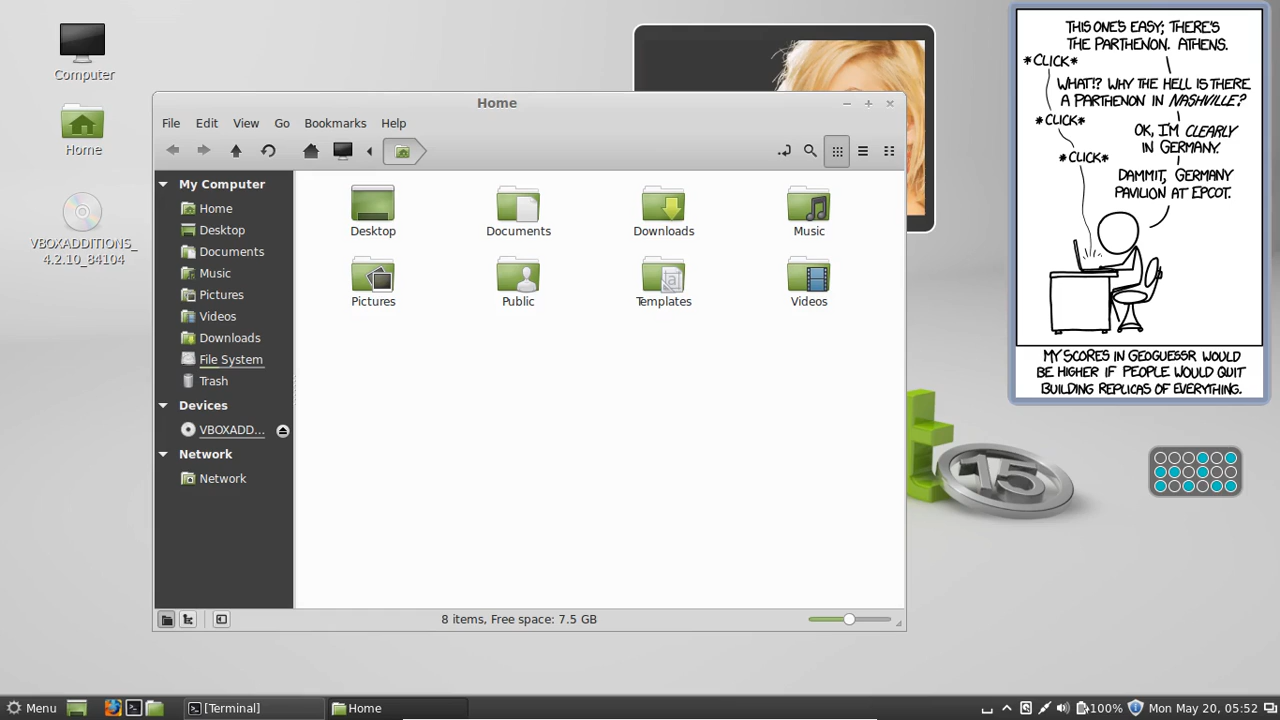 Computer
Home
VBOXADDITIONS_
4.2.10_84104
Home
File Edit View Go Bookmarks Help
My Computer
Home
Desktop
Documents
Music
Pictures
Videos
Downloads
File System
Trash
Devices
VBOXADD...
Network
Network
Desktop Documents Downloads Music
Pictures Public Templates Videos
8 items, Free space: 7.5 GB
THIS ONE'S EASY; THERE'S
THE PARTHENON. ATHENS.
*CLICK*
WHAT!? WHY THE HELL IS THERE
A PARTHENON IN NASHVILLE?
*CLICK*
OK, I'M CLEARLY
IN GERMANY.
*CLICK*
DAMMIT, GERMANY
PAVILION AT EPCOT.
MY SCORES IN GEOGUESSR WOULD
BE HIGHER IF PEOPLE WOULD QUIT
BUILDING REPLICAS OF EVERYTHING.
15
Menu [Terminal] Home 100% Mon May 20, 05:52